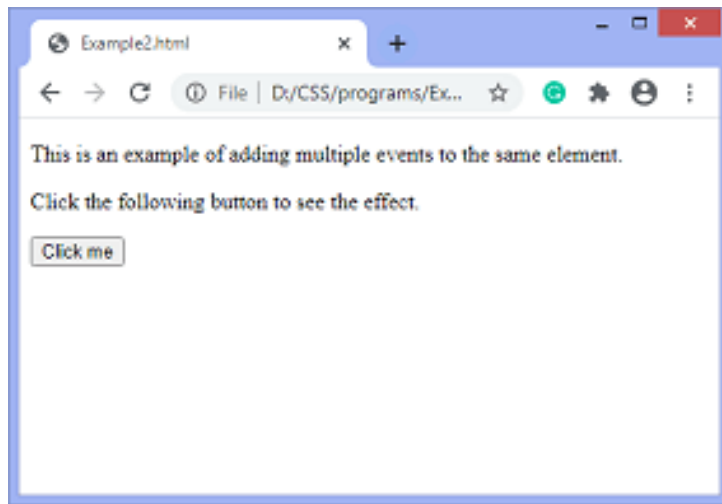 Example2.html
File | D:/CSS/programs/Ex...
This is an example of adding multiple events to the same element.
Click the following button to see the effect.
Click me